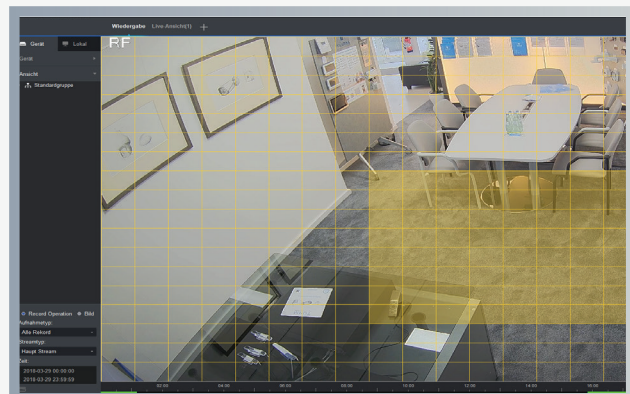 Wiedergabe Live-Ansicht(1)
Gerät Lokal
RF
Gerät
Ansicht
Standardgruppe
Record Operation Bild
Aufnahmetyp:
Alle Rekord
Streamtyp:
Haupt Stream
Zeit:
2018-03-29 00:00:00
2018-03-29 23:59:59
02:00 04:00 06:00 08:00 10:00 12:00 14:00 16:00